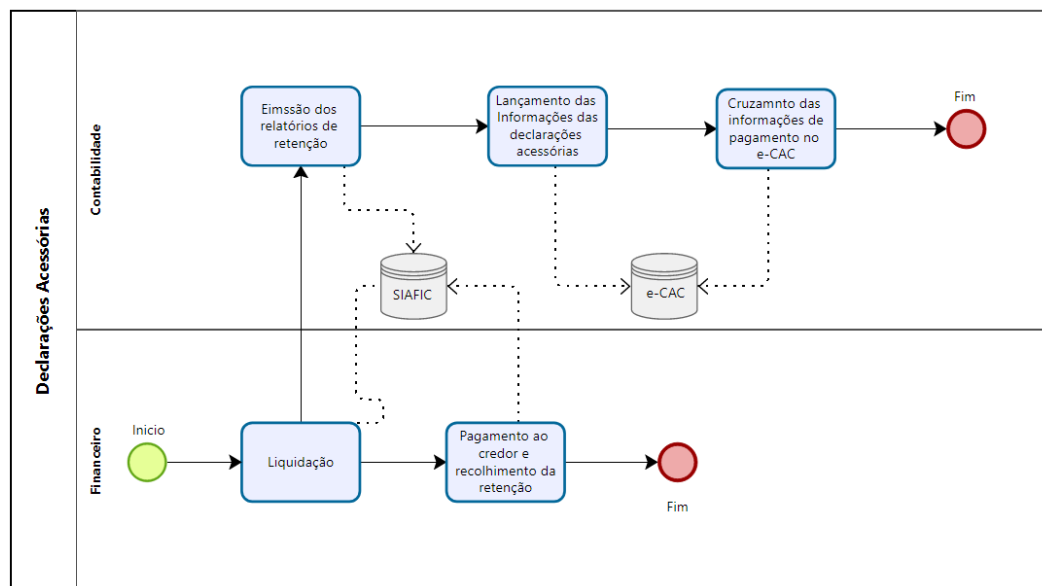 Declarações Acessórias
Contabilidade
Eimssão dos
relatórios de
retenção
Lançamento das
Informações das
declarações
acessórias
Cruzamnto das
informações de
pagamento no
e-CAC
Fim
SIAFIC
e-CAC
Financeiro
Inicio
Liquidação
Pagamento ao
credor e
recolhimento da
retenção
Fim